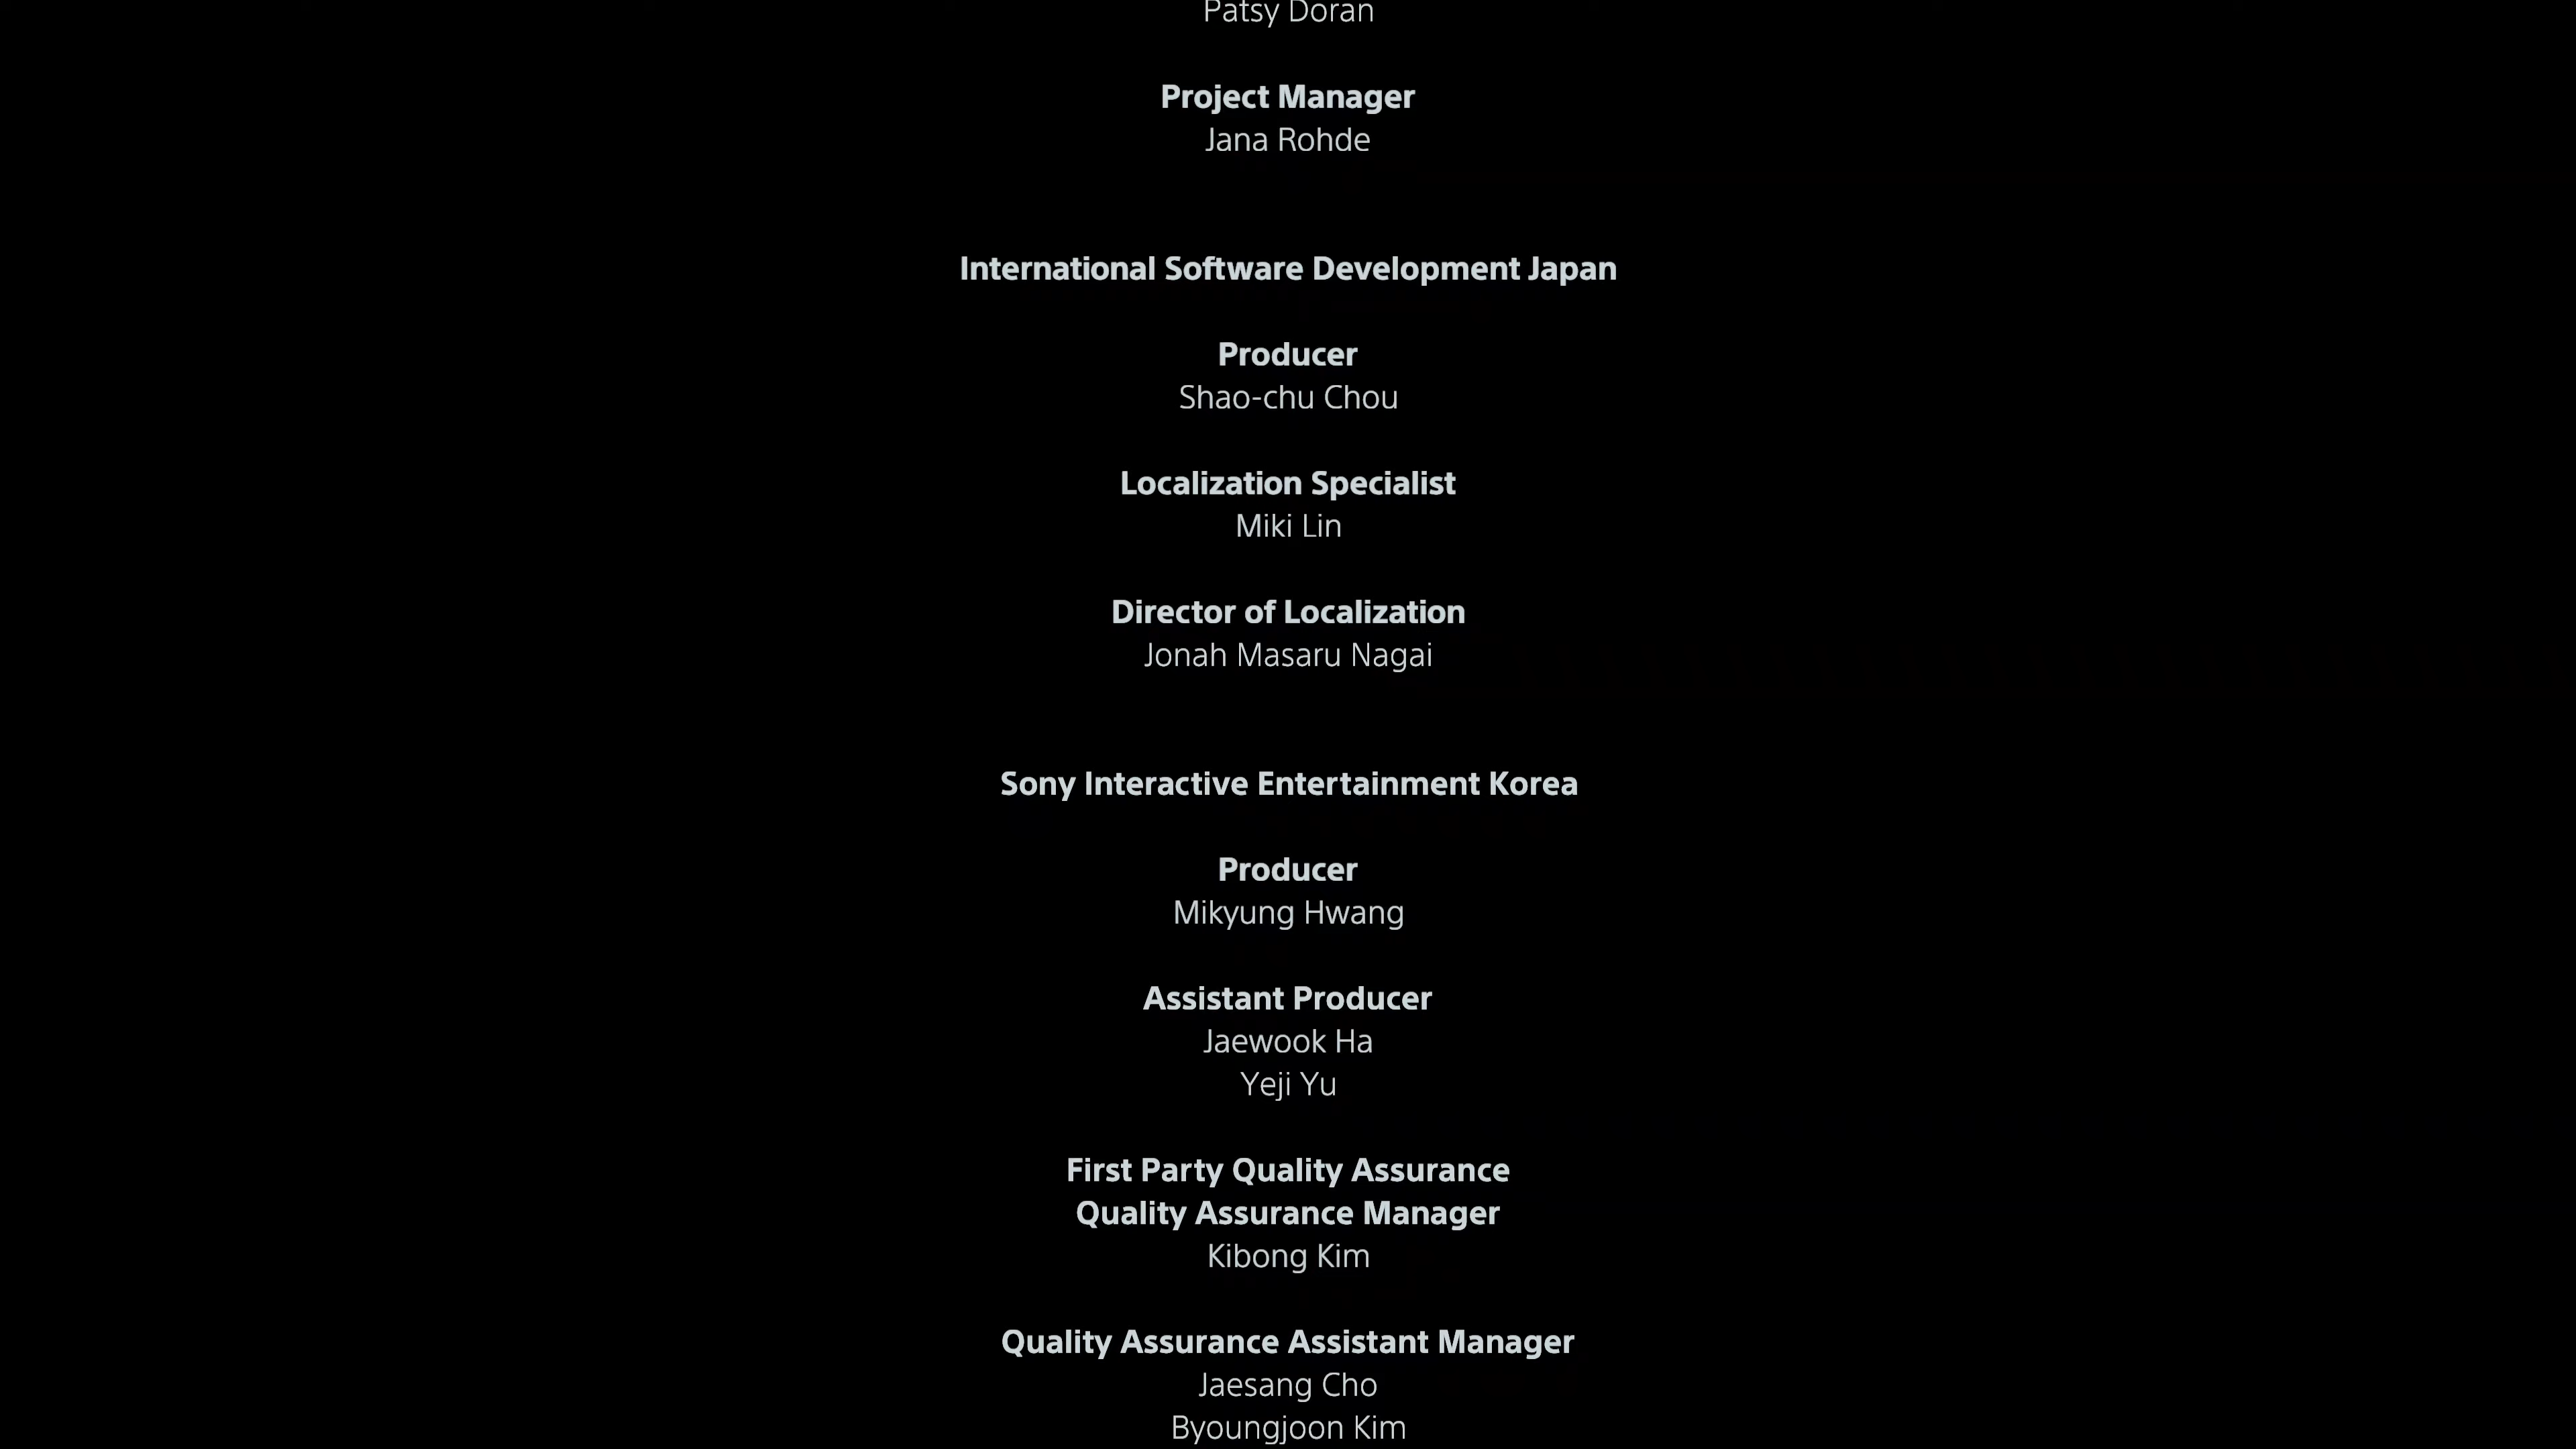 Patsy Doran
Project Manager
Jana Rohde
International Software Development Japan
Producer
Shao-chu Chou
Localization Specialist
Miki Lin
Director of Localization
Jonah Masaru Nagai
Sony Interactive Entertainment Korea
Producer
Mikyung Hwang
Assistant Producer
Jaewook Ha
Yeji Yu
First Party Quality Assurance
Quality Assurance Manager
Kibong Kim
Quality Assurance Assistant Manager
Jaesang Cho
Byoungjoon Kim